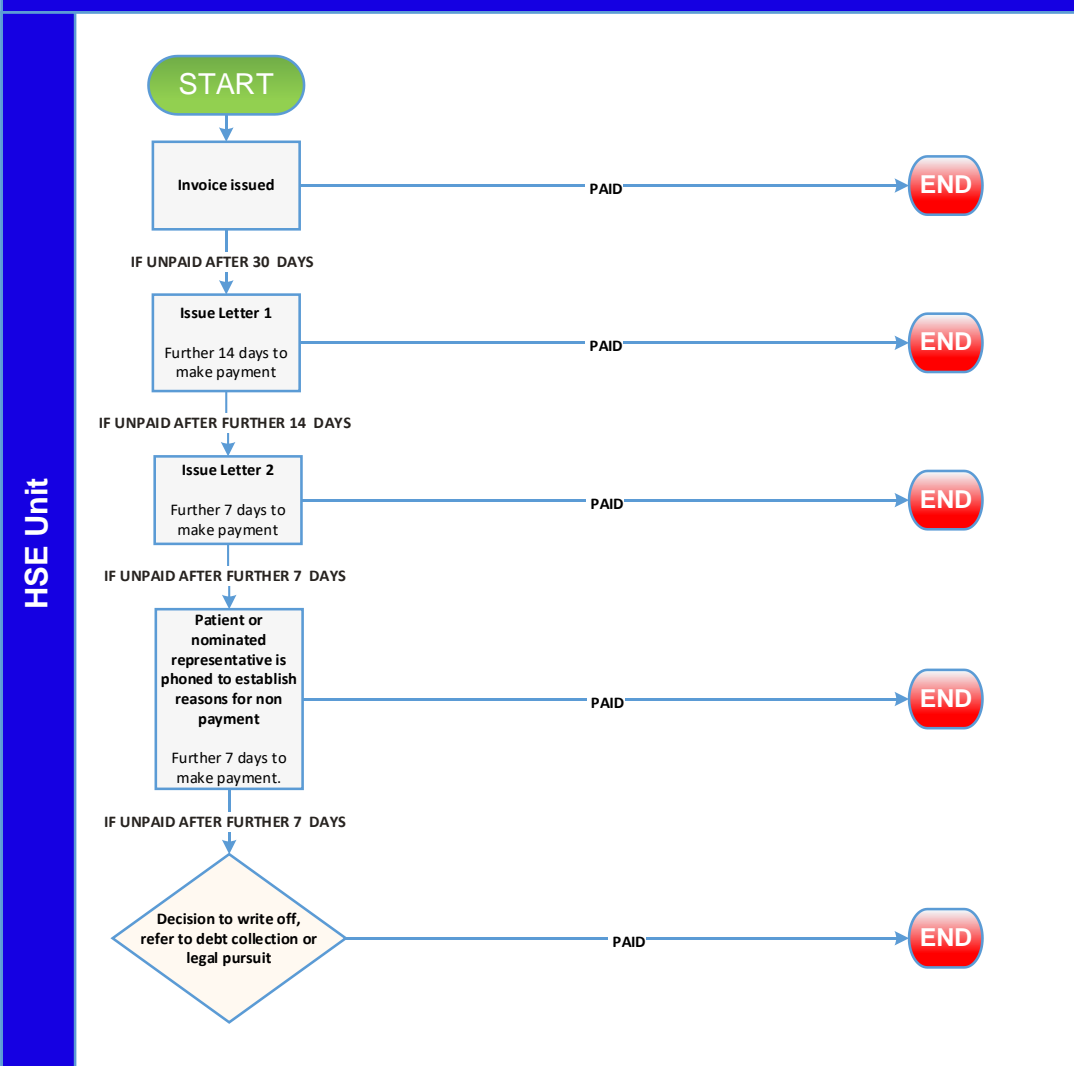 HSE Unit
START
Invoice issued
PAID
END
IF UNPAID AFTER 30 DAYS
Issue Letter 1
Further 14 days to
make payment
PAID
END
IF UNPAID AFTER FURTHER 14 DAYS
Issue Letter 2
Further 7 days to
make payment
PAID
END
IF UNPAID AFTER FURTHER 7 DAYS
Patient or
nominated
representative is
phoned to establish
reasons for non
payment
Further 7 days to
make payment.
PAID
END
IF UNPAID AFTER FURTHER 7 DAYS
Decision to write off,
refer to debt collection or
legal pursuit
PAID
END